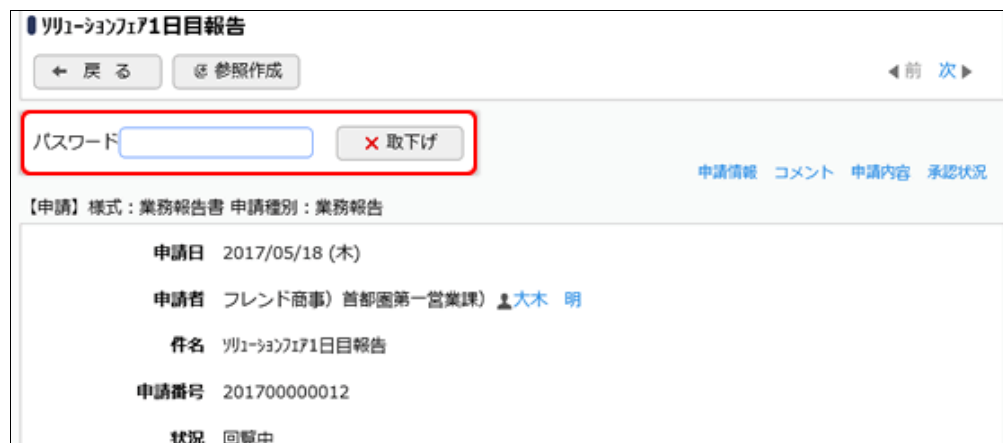 ｿﾘｭｰｼｮﾝﾌｪｱ1日目報告
← 戻 る 参照作成 ◀前 次▶
パスワード × 取下げ
申請情報 コメント 申請内容 承認状況
【申請】様式：業務報告書 申請種別：業務報告
申請日 2017/05/18 (木)
申請者 フレンド商事）首都圏第一営業課）大木 明
件名 ｿﾘｭｰｼｮﾝﾌｪｱ1日目報告
申請番号 201700000012
状況 回覧中